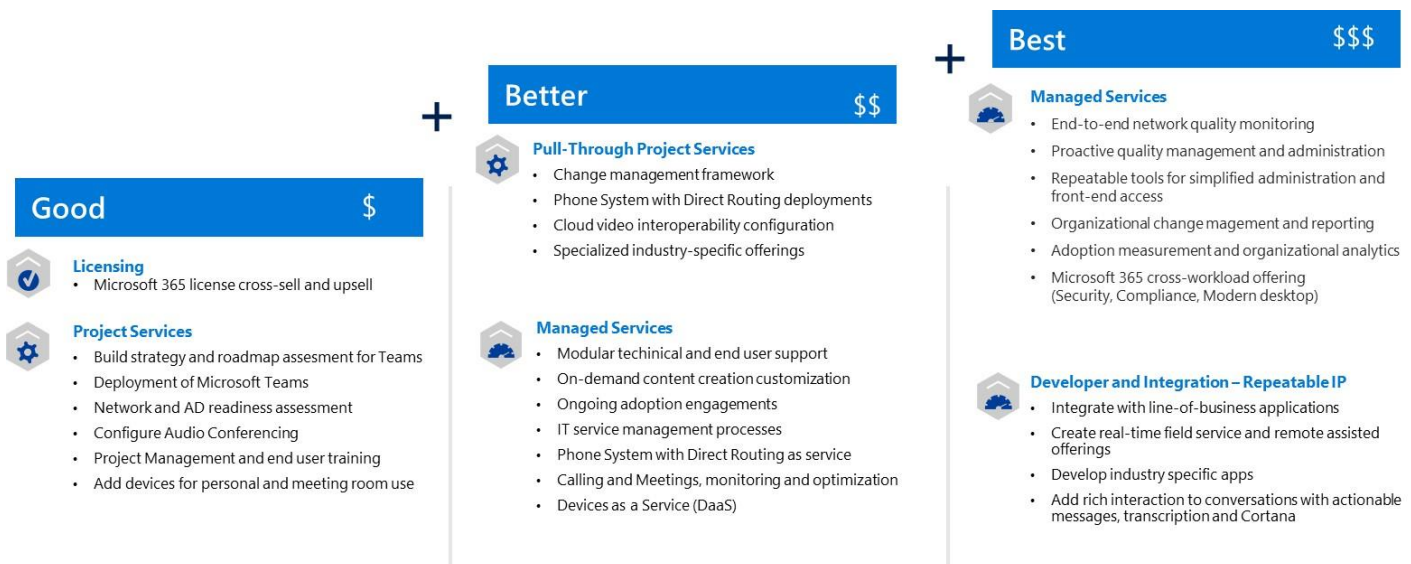 Good $
Licensing
• Microsoft 365 license cross-sell and upsell
Project Services
• Build strategy and roadmap assesment for Teams
• Deployment of Microsoft Teams
• Network and AD readiness assessment
• Configure Audio Conferencing
• Project Management and end user training
• Add devices for personal and meeting room use
+
Better $$
Pull-Through Project Services
• Change management framework
• Phone System with Direct Routing deployments
• Cloud video interoperability configuration
• Specialized industry-specific offerings
Managed Services
• Modular techinical and end user support
• On-demand content creation customization
• Ongoing adoption engagements
• IT service management processes
• Phone System with Direct Routing as service
• Calling and Meetings, monitoring and optimization
• Devices as a Service (DaaS)
+
Best $$$
Managed Services
• End-to-end network quality monitoring
• Proactive quality management and administration
• Repeatable tools for simplified administration and
front-end access
• Organizational change magement and reporting
• Adoption measurement and organizational analytics
• Microsoft 365 cross-workload offering
(Security, Compliance, Modern desktop)
Developer and Integration – Repeatable IP
• Integrate with line-of-business applications
• Create real-time field service and remote assisted
offerings
• Develop industry specific apps
• Add rich interaction to conversations with actionable
messages, transcription and Cortana